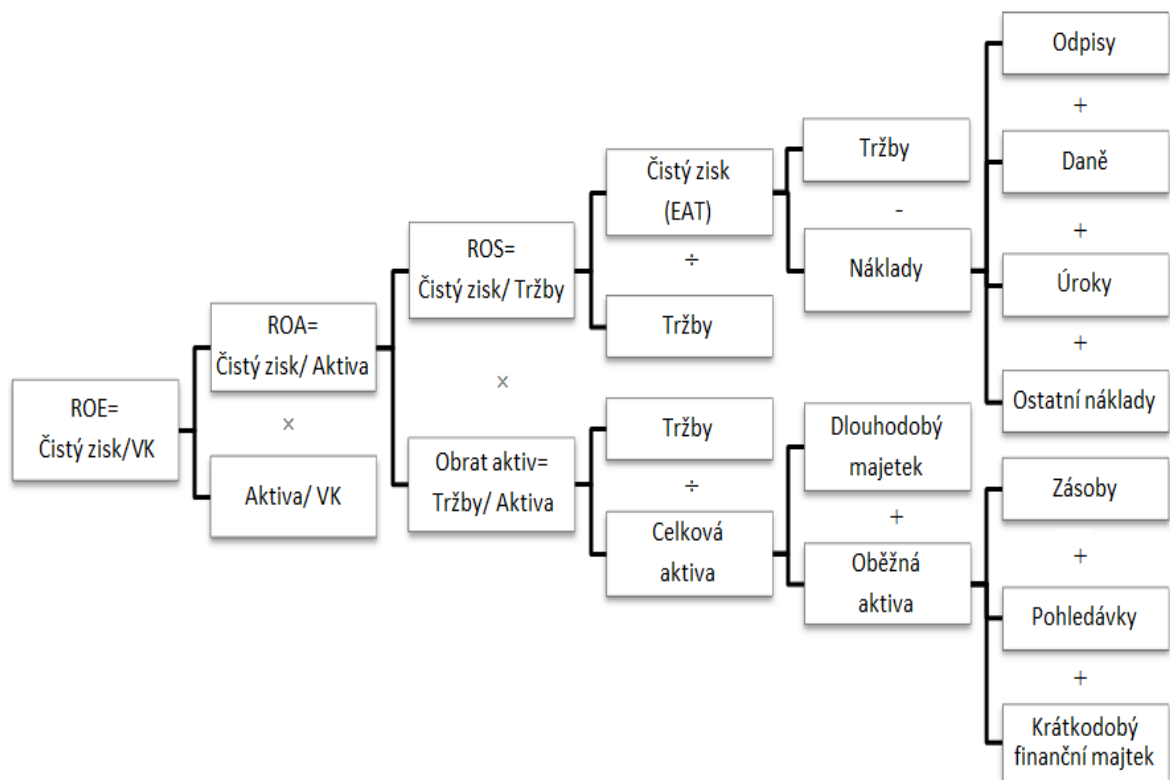 Odpisy
+
Daně
+
Úroky
+
Ostatní náklady
Tržby
-
Náklady
Čistý zisk
(EAT)
÷
Tržby
ROS=
Čistý zisk/ Tržby
×
Obrat aktiv=
Tržby/ Aktiva
ROA=
Čistý zisk/ Aktiva
×
Aktiva/ VK
ROE=
Čistý zisk/VK
Tržby
÷
Celková
aktiva
Dlouhodobý
majetek
+
Oběžná
aktiva
Zásoby
+
Pohledávky
+
Krátkodobý
finanční majtek